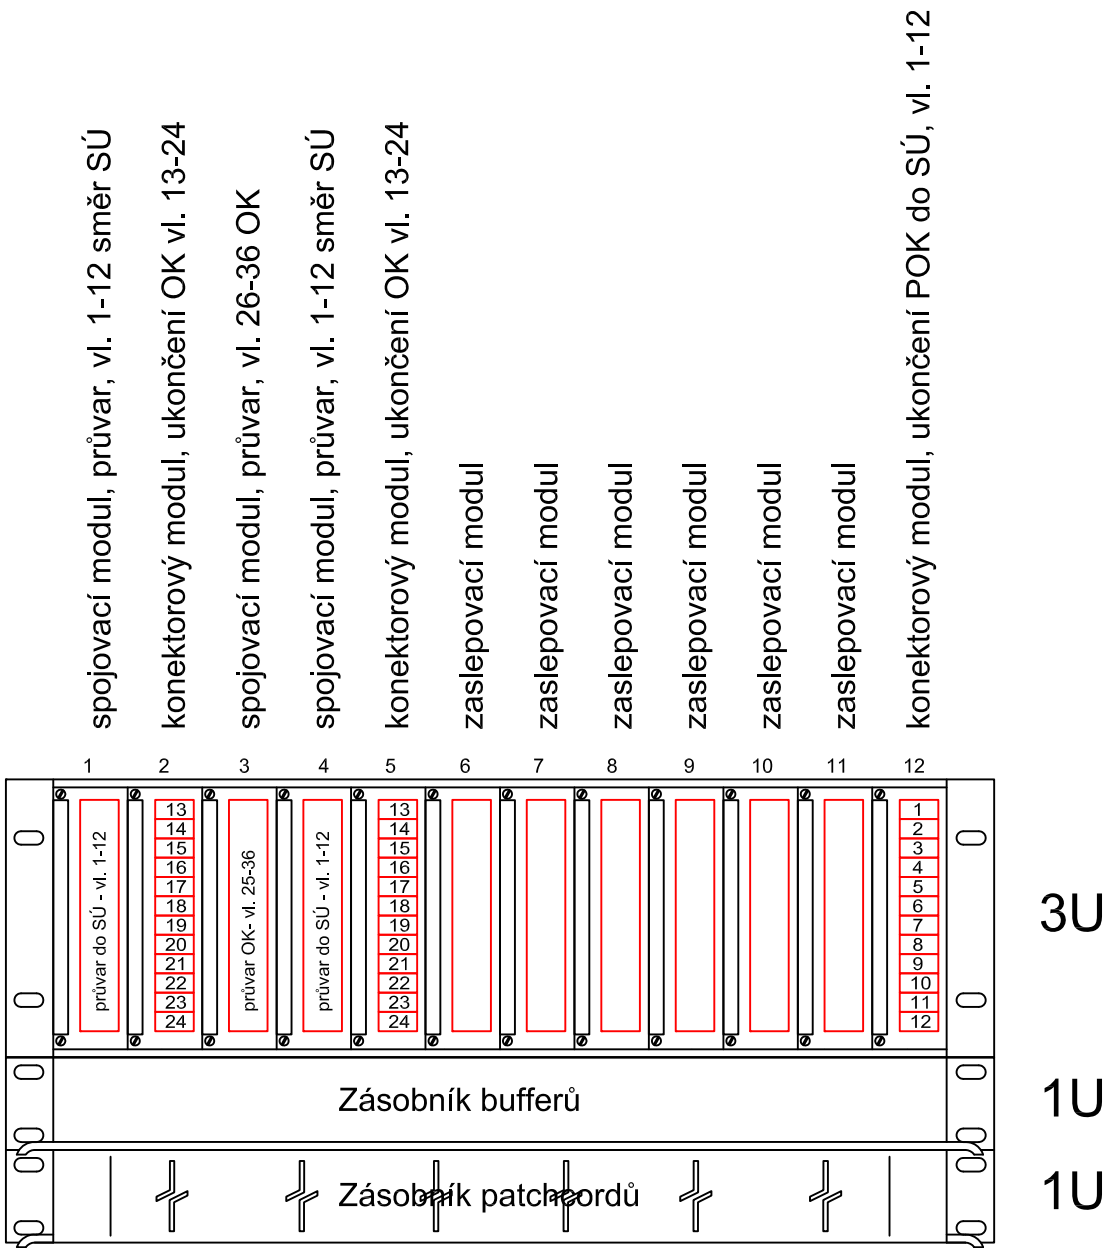 spojovací modul, průvar, vl. 1-12 směr SÚ
konektorový modul, ukončení OK vl. 13-24
spojovací modul, průvar, vl. 26-36 OK
spojovací modul, průvar, vl. 1-12 směr SÚ
konektorový modul, ukončení OK vl. 13-24
zaslepovací modul
zaslepovací modul
zaslepovací modul
zaslepovací modul
zaslepovací modul
zaslepovací modul
konektorový modul, ukončení POK do SÚ, vl. 1-12
1 2 3 4 5 6 7 8 9 10 11 12
průvar do SÚ - vl. 1-12
13
14
15
16
17
18
19
20
21
22
23
24
průvar OK- vl. 25-36
průvar do SÚ - vl. 1-12
13
14
15
16
17
18
19
20
21
22
23
24
1
2
3
4
5
6
7
8
9
10
11
12
3U
Zásobník bufferů
1U
Zásobník patchcordů
1U